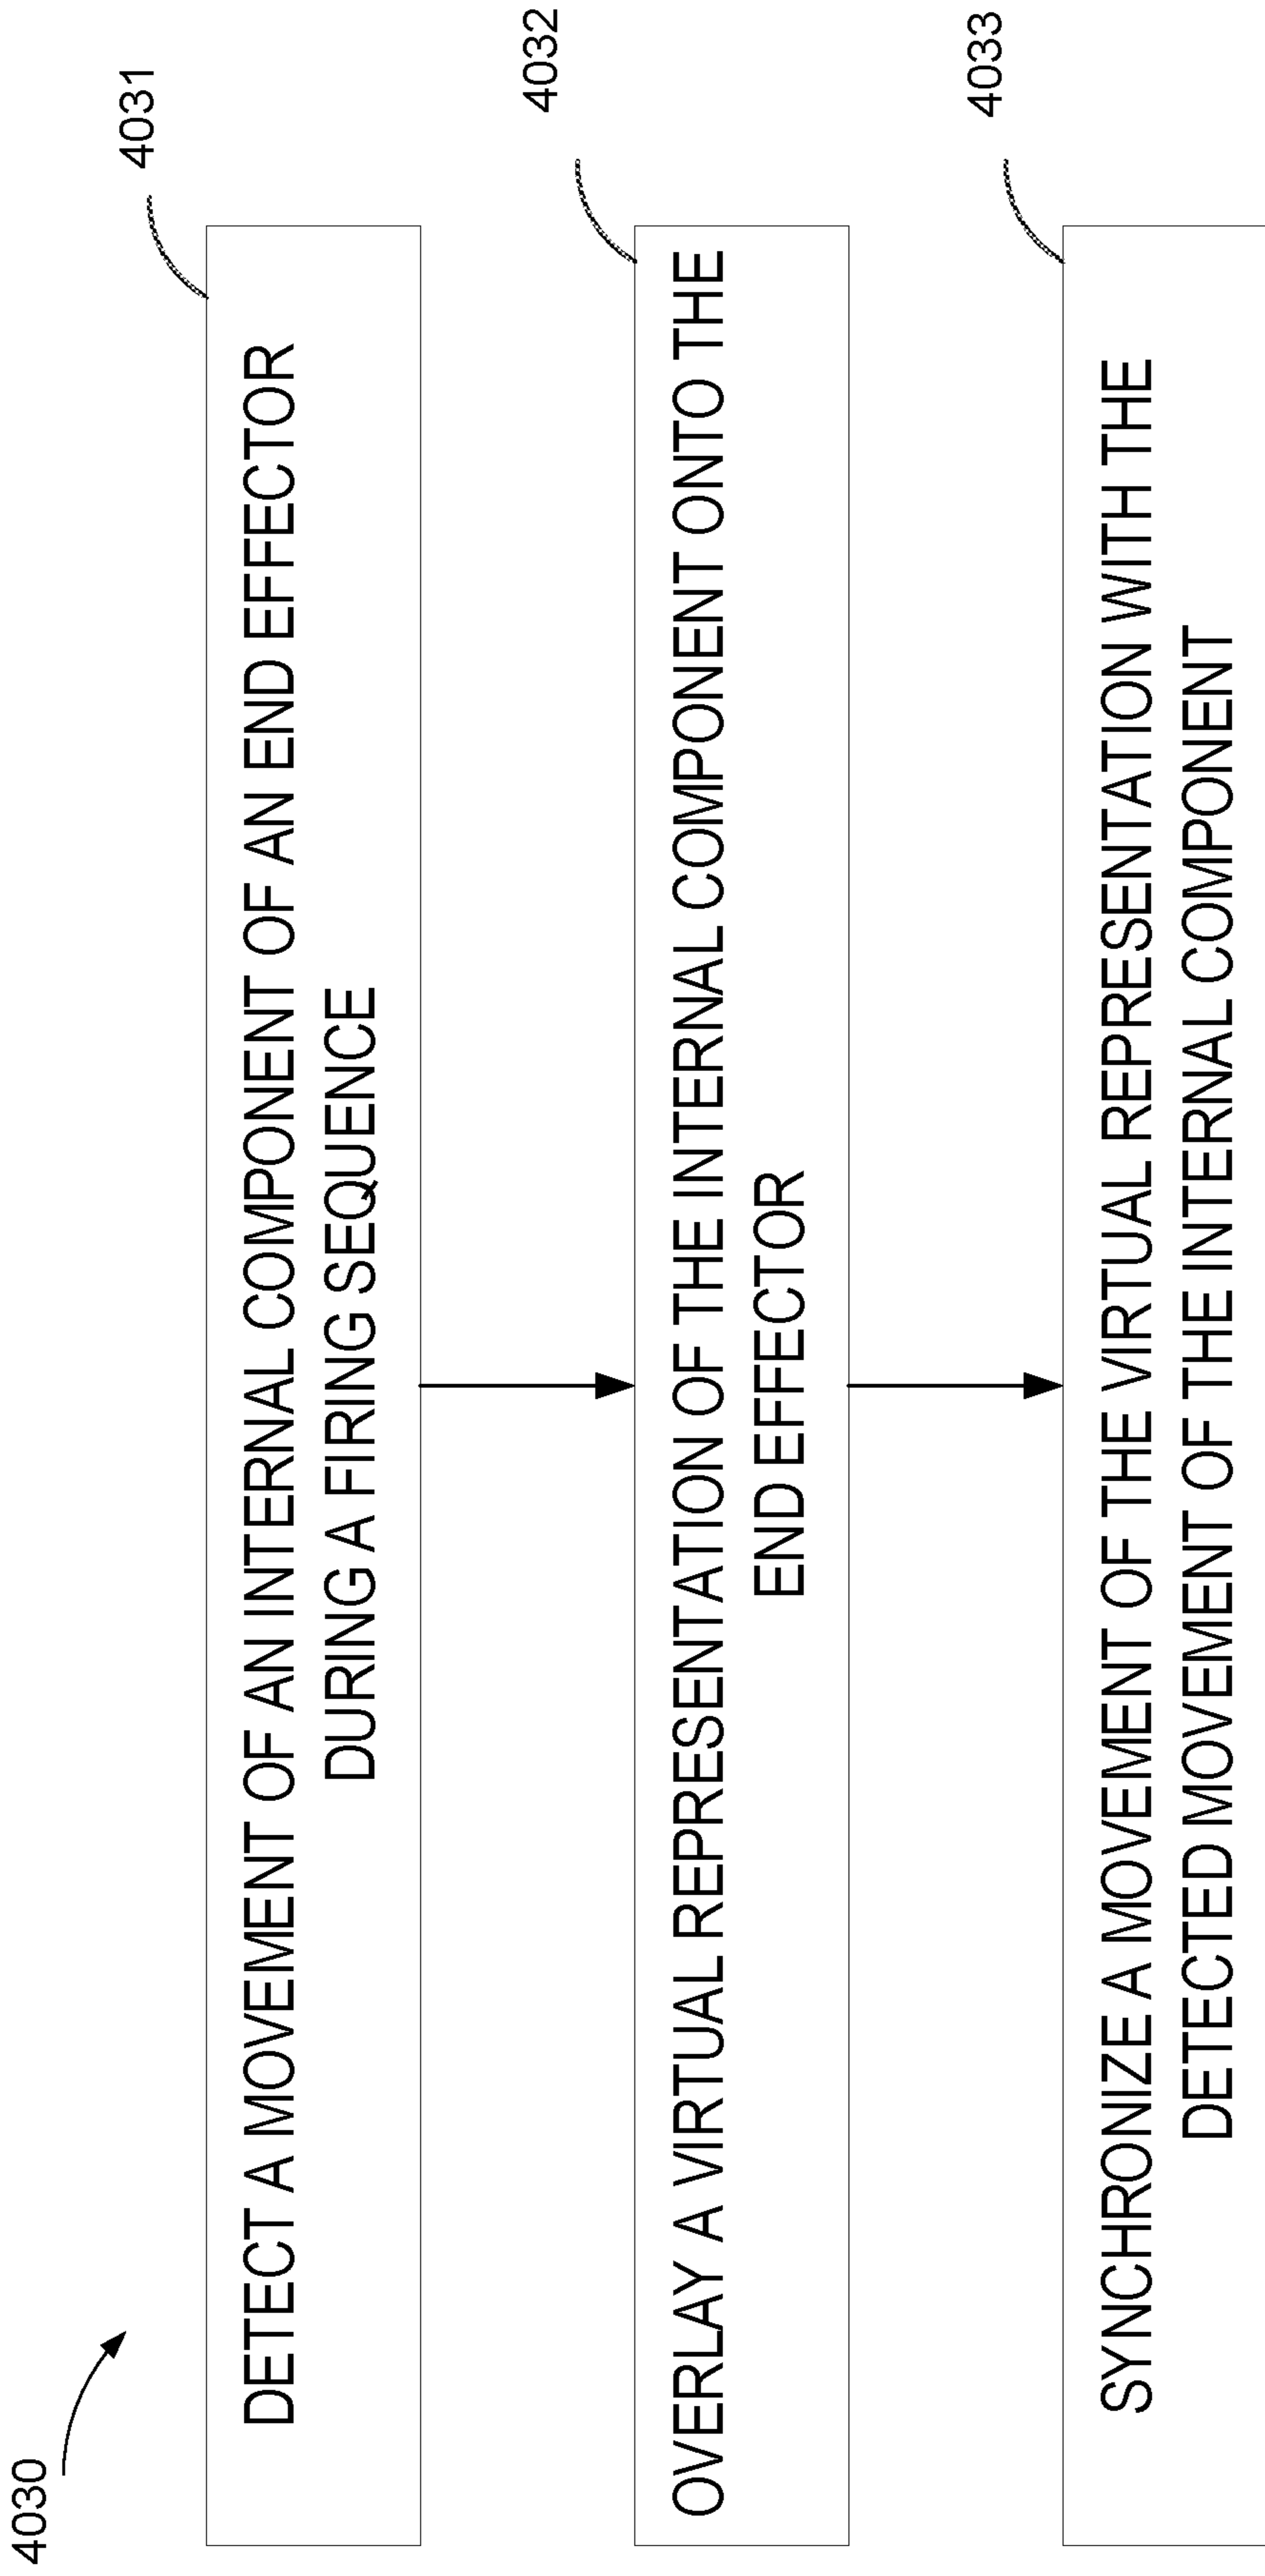 4030
4031
DETECT A MOVEMENT OF AN INTERNAL COMPONENT OF AN END EFFECTOR
DURING A FIRING SEQUENCE
4032
OVERLAY A VIRTUAL REPRESENTATION OF THE INTERNAL COMPONENT ONTO THE
END EFFECTOR
4033
SYNCHRONIZE A MOVEMENT OF THE VIRTUAL REPRESENTATION WITH THE
DETECTED MOVEMENT OF THE INTERNAL COMPONENT